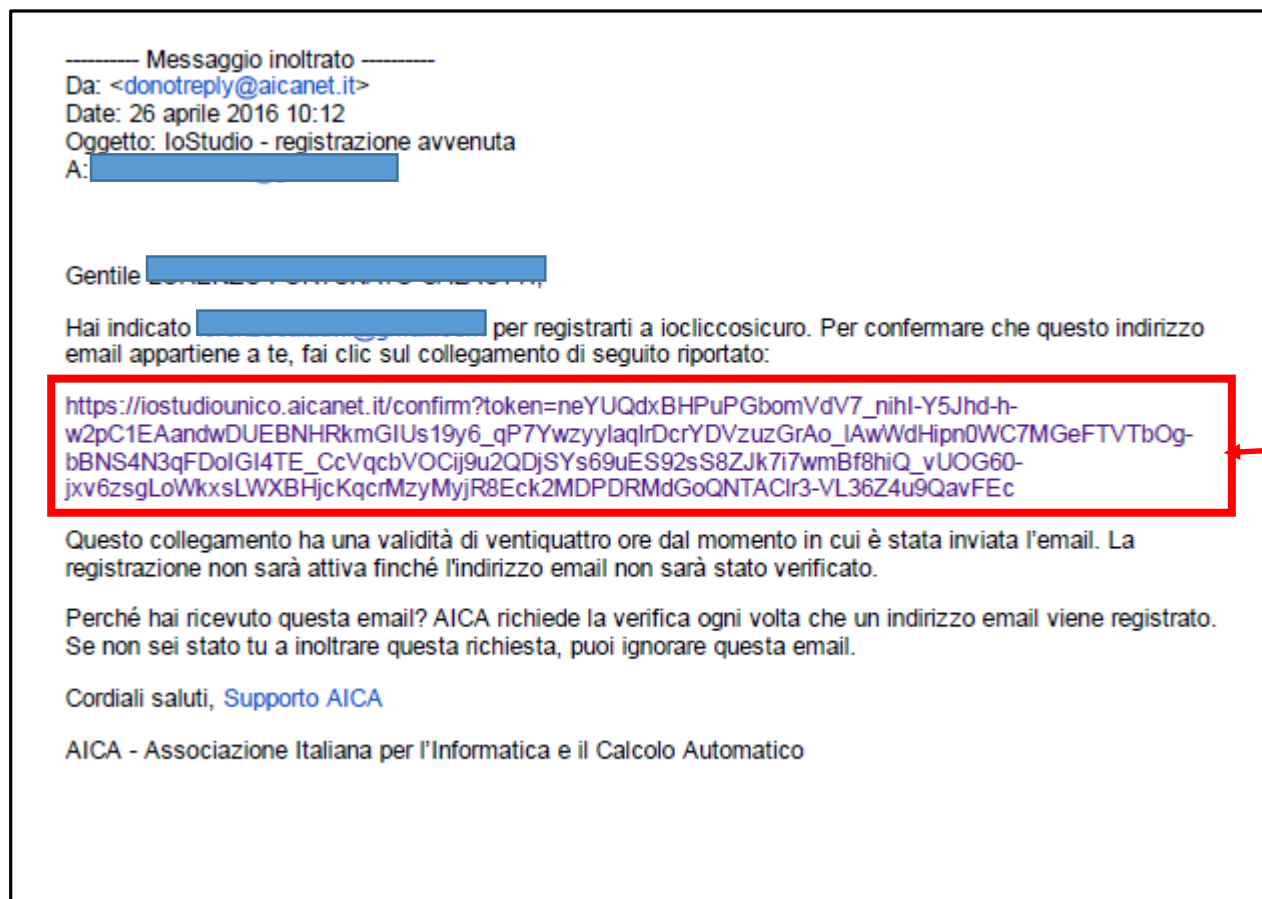 ---------- Messaggio inoltrato ----------
Da: <donotreply@aicanet.it>
Date: 26 aprile 2016 10:12
Oggetto: IoStudio - registrazione avvenuta
A:
Gentile
Hai indicato per registrarti a iocliccosicuro. Per confermare che questo indirizzo
email appartiene a te, fai clic sul collegamento di seguito riportato:
https://iostudiounico.aicanet.it/confirm?token=neYUQdxBHPuPGbomVdV7_nihI-Y5Jhd-h-
w2pC1EAandwDUEBNHRkmGIUs19y6_qP7YwzyylaqIrDcrYDVzuzGrAo_lAwWdHipn0WC7MGeFTVTbOg-
bBNS4N3qFDoIGI4TE_CcVqcbVOCij9u2QDjSYs69uES92sS8ZJk7i7wmBf8hiQ_vUOG60-
jxv6zsgLoWkxsLWXBHjcKqcrMzyMyjR8Eck2MDPDRMdGoQNTAClr3-VL36Z4u9QavFEc
Questo collegamento ha una validità di ventiquattro ore dal momento in cui è stata inviata l'email. La
registrazione non sarà attiva finché l'indirizzo email non sarà stato verificato.
Perché hai ricevuto questa email? AICA richiede la verifica ogni volta che un indirizzo email viene registrato.
Se non sei stato tu a inoltrare questa richiesta, puoi ignorare questa email.
Cordiali saluti, Supporto AICA
AICA - Associazione Italiana per l'Informatica e il Calcolo Automatico